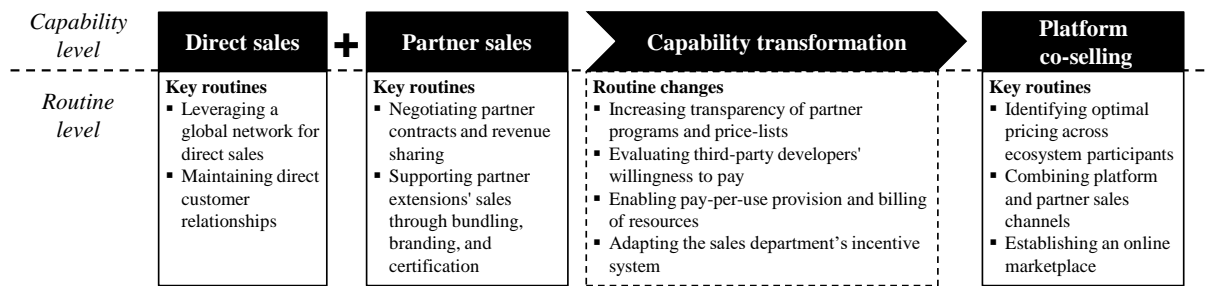 Capability
level
Direct sales
+
Partner sales
Capability transformation
Platform
co-selling
Routine
level
Key routines
▪ Leveraging a
global network for
direct sales
▪ Maintaining direct
customer
relationships
Key routines
▪ Negotiating partner
contracts and revenue
sharing
▪ Supporting partner
extensions' sales
through bundling,
branding, and
certification
Routine changes
▪ Increasing transparency of partner
programs and price-lists
▪ Evaluating third-party developers'
willingness to pay
▪ Enabling pay-per-use provision and billing
of resources
▪ Adapting the sales department’s incentive
system
Key routines
▪ Identifying optimal
pricing across
ecosystem participants
▪ Combining platform
and partner sales
channels
▪ Establishing an online
marketplace